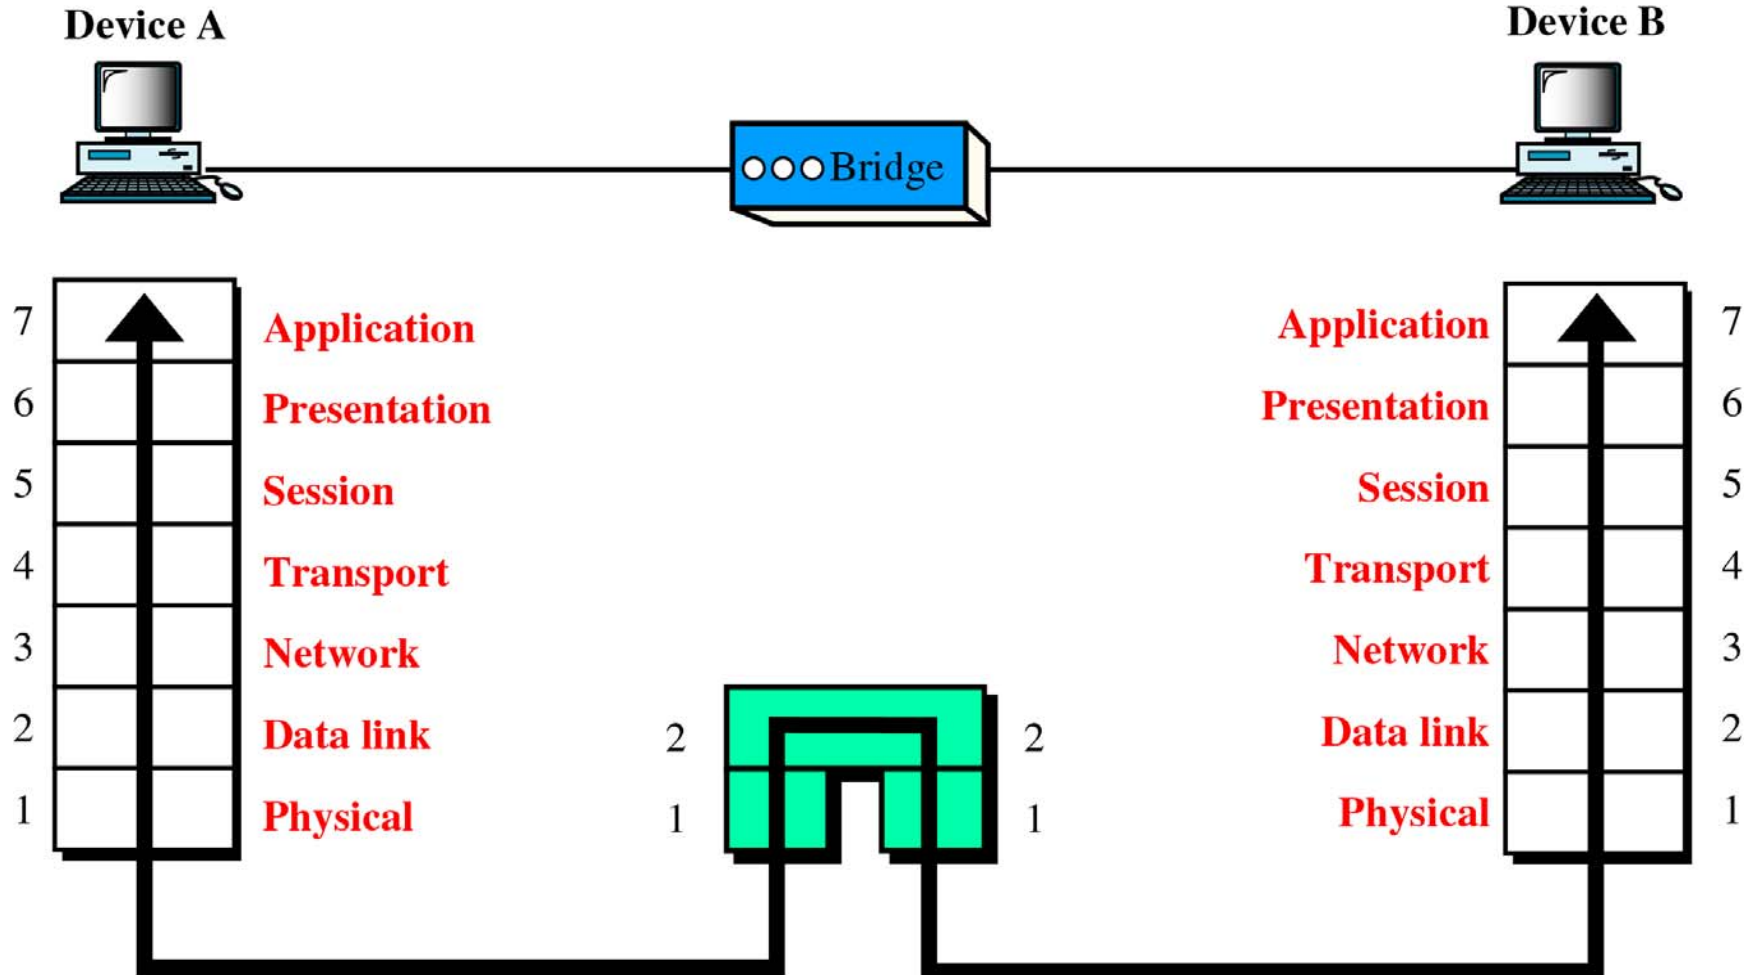 Device A
Device B
Bridge
7 Application
Application 7
6 Presentation
Presentation 6
5 Session
Session 5
4 Transport
Transport 4
3 Network
Network 3
2 Data link
2 2
Data link 2
1 Physical
1 1
Physical 1